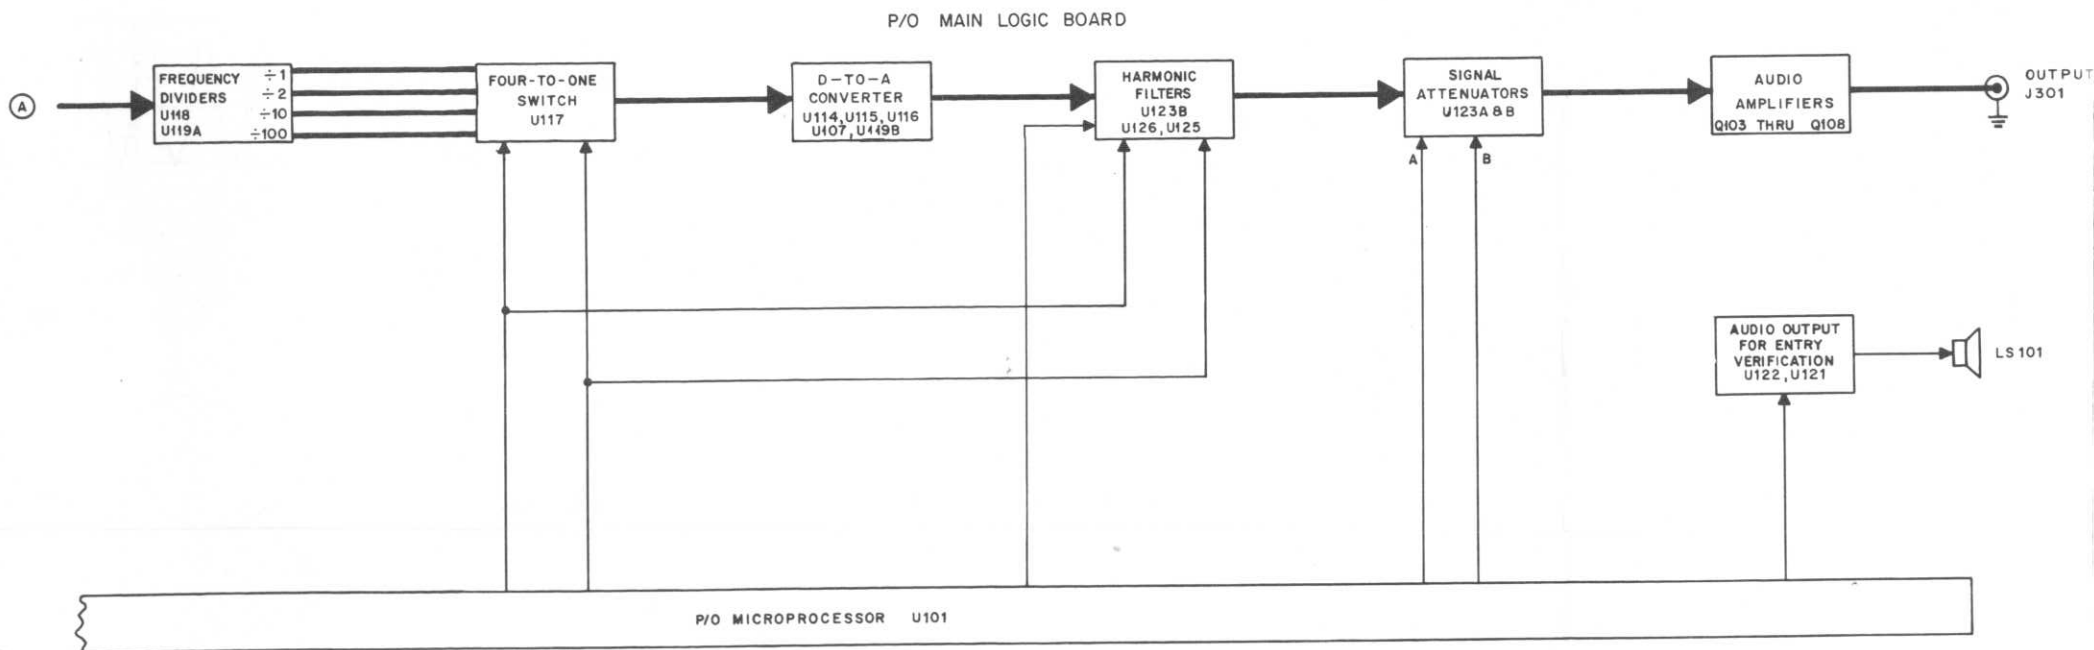 P/O MAIN LOGIC BOARD
A
FREQUENCY
DIVIDERS
U118
U119A
÷1
÷2
÷10
÷100
FOUR-TO-ONE
SWITCH
U117
D-TO-A
CONVERTER
U114,U115,U116
U107,U119B
HARMONIC
FILTERS
U123B
U126,U125
SIGNAL
ATTENUATORS
U123A&B
A
B
AUDIO
AMPLIFIERS
Q103 THRU Q108
OUTPUT
J301
AUDIO OUTPUT
FOR ENTRY
VERIFICATION
U122,U121
LS101
P/O MICROPROCESSOR U101